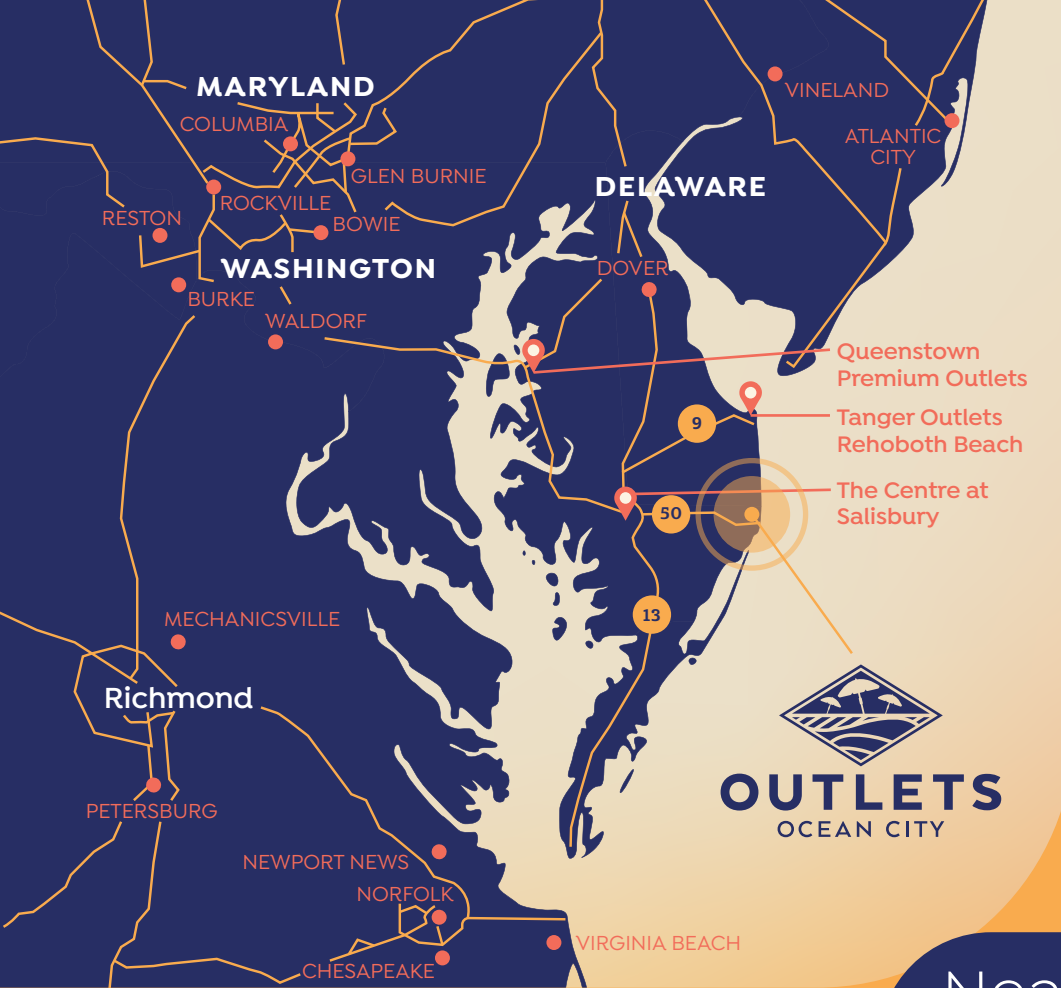 MARYLAND
COLUMBIA
GLEN BURNIE
ROCKVILLE
RESTON
BOWIE
WASHINGTON
BURKE
WALDORF
DELAWARE
DOVER
VINELAND
ATLANTIC
CITY
Queenstown
Premium Outlets
Tanger Outlets
Rehoboth Beach
9
The Centre at
Salisbury
50
13
MECHANICSVILLE
Richmond
PETERSBURG
OUTLETS
OCEAN CITY
NEWPORT NEWS
NORFOLK
VIRGINIA BEACH
CHESAPEAKE